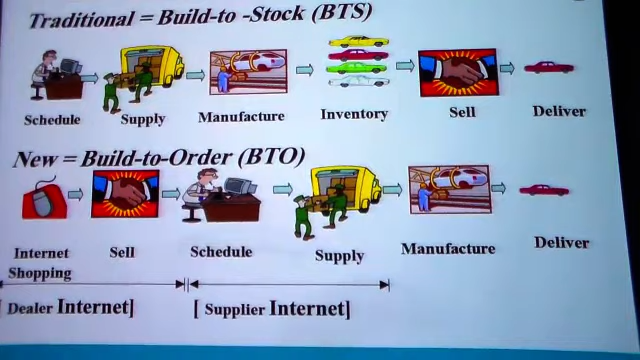 Traditional = Build-to -Stock (BTS)
Schedule Supply Manufacture Inventory Sell Deliver
New = Build-to-Order (BTO)
Internet Shopping Sell Schedule Supply Manufacture Deliver
[ Dealer Internet] [ Supplier Internet]